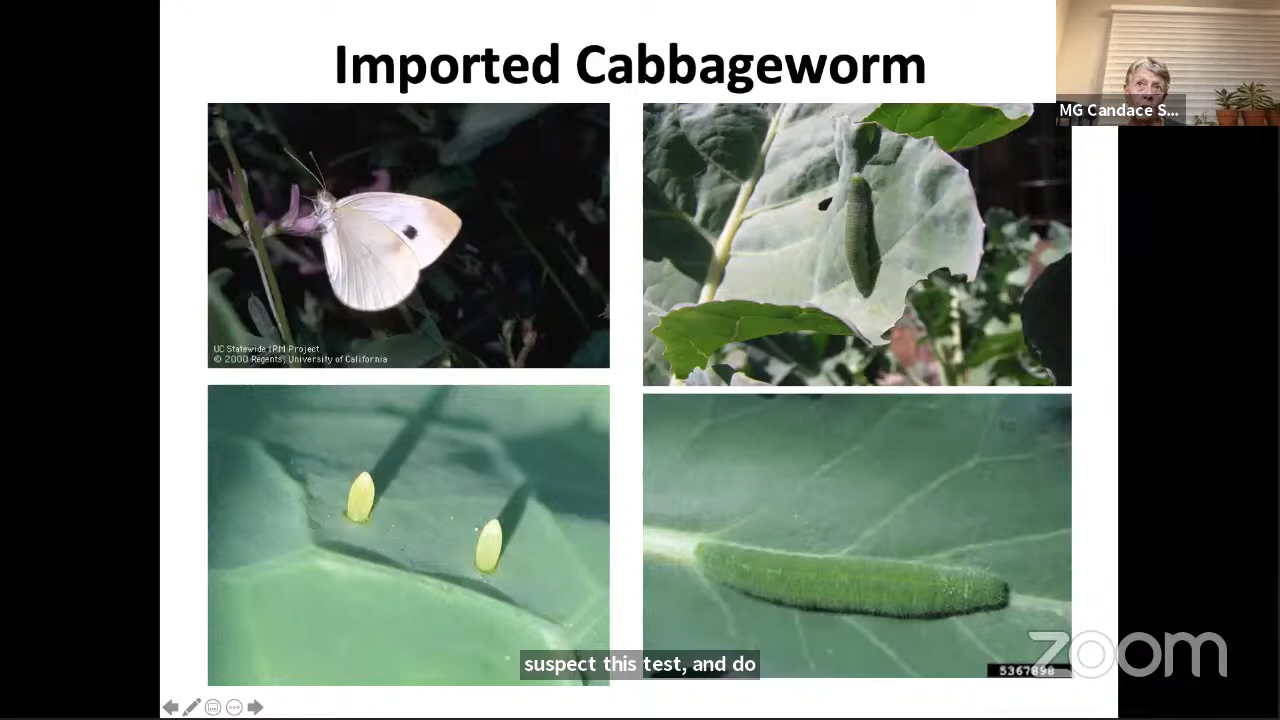 Imported Cabbageworm
MG Candace S...
UC Statewide IPM Project
© 2000 Regents, University of California
suspect this test, and do
5367898
zoom